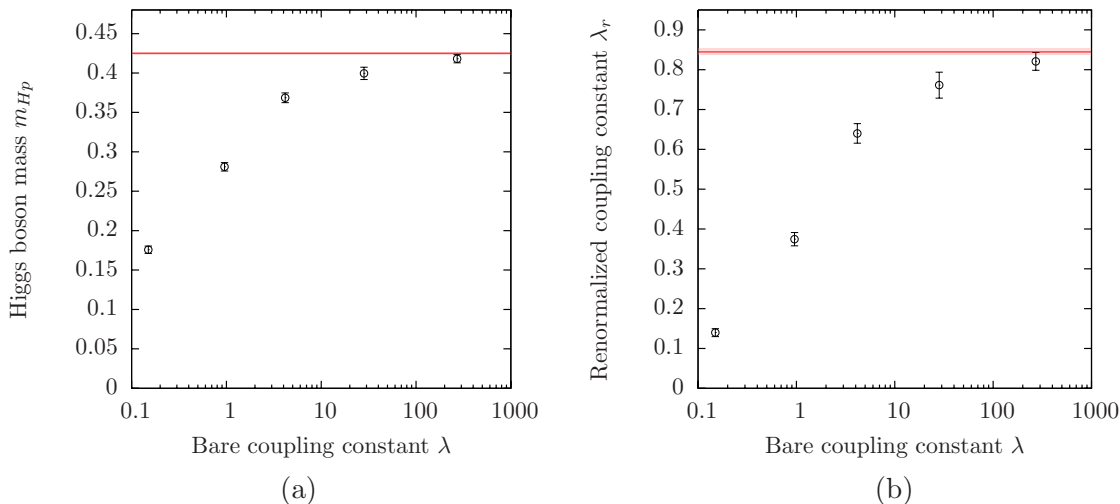 0.45
0.4
0.35
0.3
0.25
0.2
0.15
0.1
0.05
0
0.1 1 10 100 1000
Higgs boson mass m_{Hp}
Bare coupling constant λ
(a)
0.9
0.8
0.7
0.6
0.5
0.4
0.3
0.2
0.1
0
0.1 1 10 100 1000
Renormalized coupling constant λ_r
Bare coupling constant λ
(b)